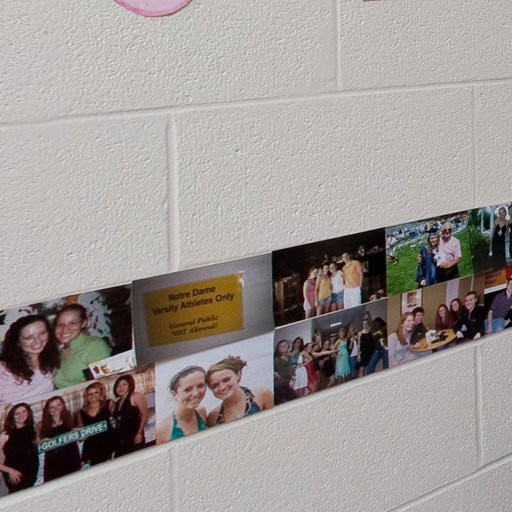 Notre Dame
Varsity Athletes Only
General Public
NOT Allowed!
GOLFERS DRIVE